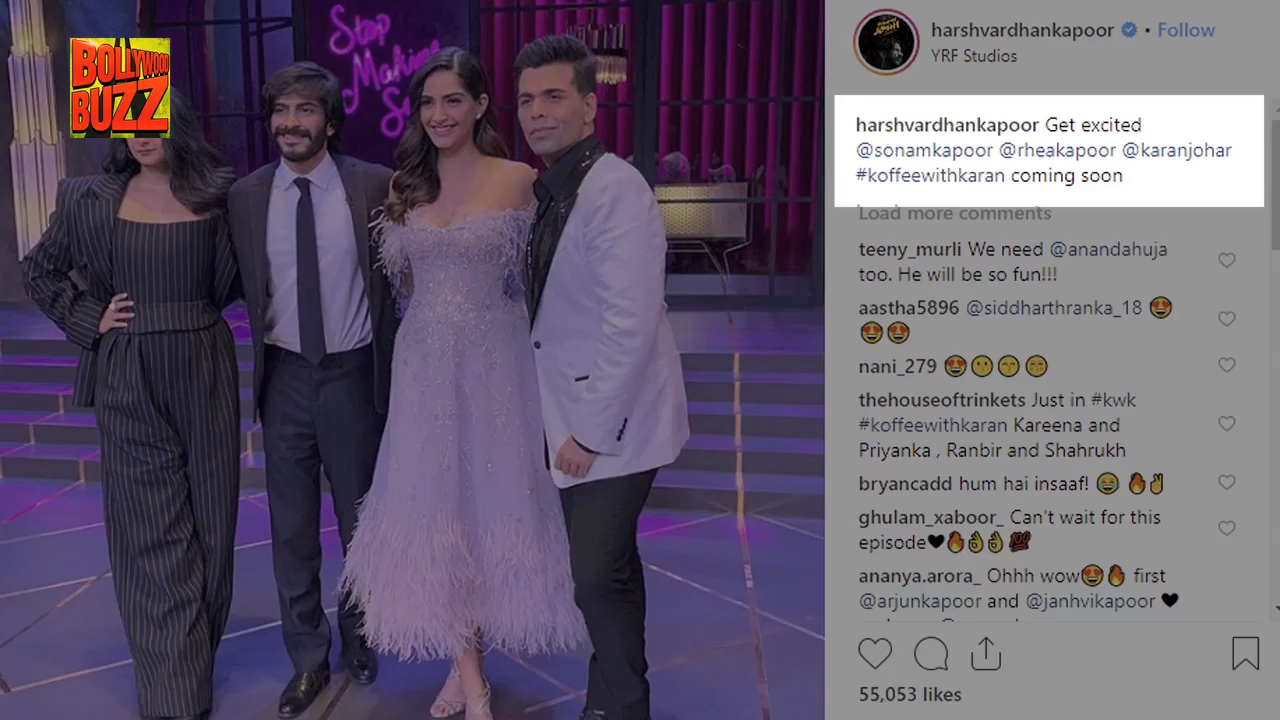 BOLLYWOOD
BUZZ
Stop
Making
harshvardhankapoor • Follow
YRF Studios
harshvardhankapoor Get excited
@sonamkapoor @rheakapoor @karanjohar
#koffeewithkaran coming soon
Load more comments
teeny_murli We need @anandahuja
too. He will be so fun!!!
aastha5896 @siddharthranka_18 😍
😍😍
nani_279 😍😗😁🤭
thehouseoftrinkets Just in #kwk
#koffeewithkaran Kareena and
Priyanka , Ranbir and Shahrukh
bryancadd hum hai insaaf! 😂 🔥✌
ghulam_xaboor_ Can't wait for this
episode🖤🔥👌👌💯
ananya.arora_ Ohhh wow😍🔥 first
@arjunkapoor and @janhvikapoor 🖤
55,053 likes